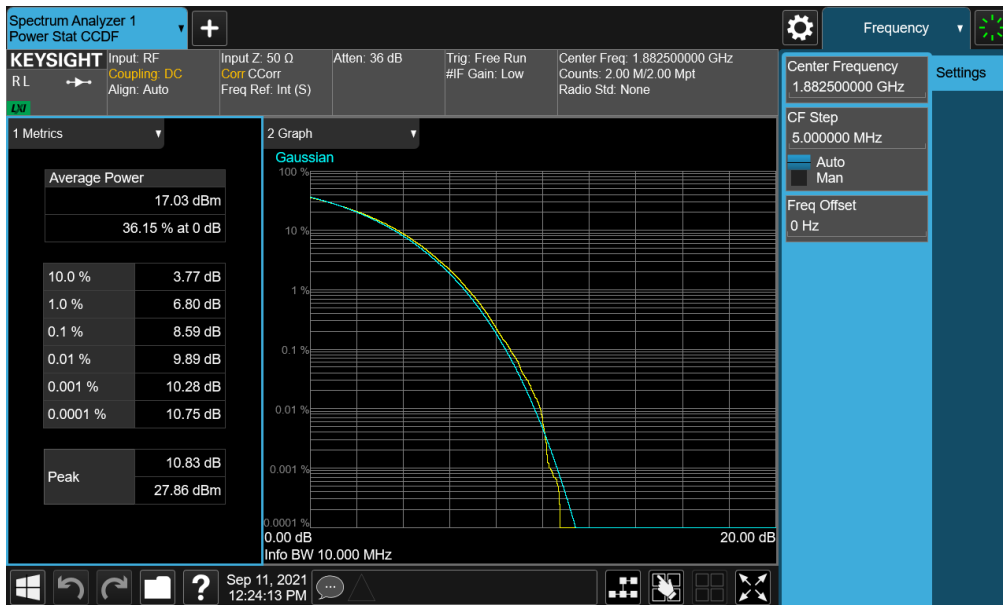 Spectrum Analyzer 1
Power Stat CCDF
Frequency
KEYSIGHT
R L
LXI
Input: RF
Coupling: DC
Align: Auto
Input Z: 50 Ω
Corr CCorr
Freq Ref: Int (S)
Atten: 36 dB
Trig: Free Run
#IF Gain: Low
Center Freq: 1.882500000 GHz
Counts: 2.00 M/2.00 Mpt
Radio Std: None
Center Frequency
1.882500000 GHz
Settings
CF Step
5.000000 MHz
Auto
Man
Freq Offset
0 Hz
1 Metrics
Average Power
17.03 dBm
36.15 % at 0 dB
10.0 % 3.77 dB
1.0 % 6.80 dB
0.1 % 8.59 dB
0.01 % 9.89 dB
0.001 % 10.28 dB
0.0001 % 10.75 dB
Peak
10.83 dB
27.86 dBm
2 Graph
Gaussian
100 %
10 %
1 %
0.1 %
0.01 %
0.001 %
0.0001 %
0.00 dB 20.00 dB
Info BW 10.000 MHz
?
Sep 11, 2021
12:24:13 PM